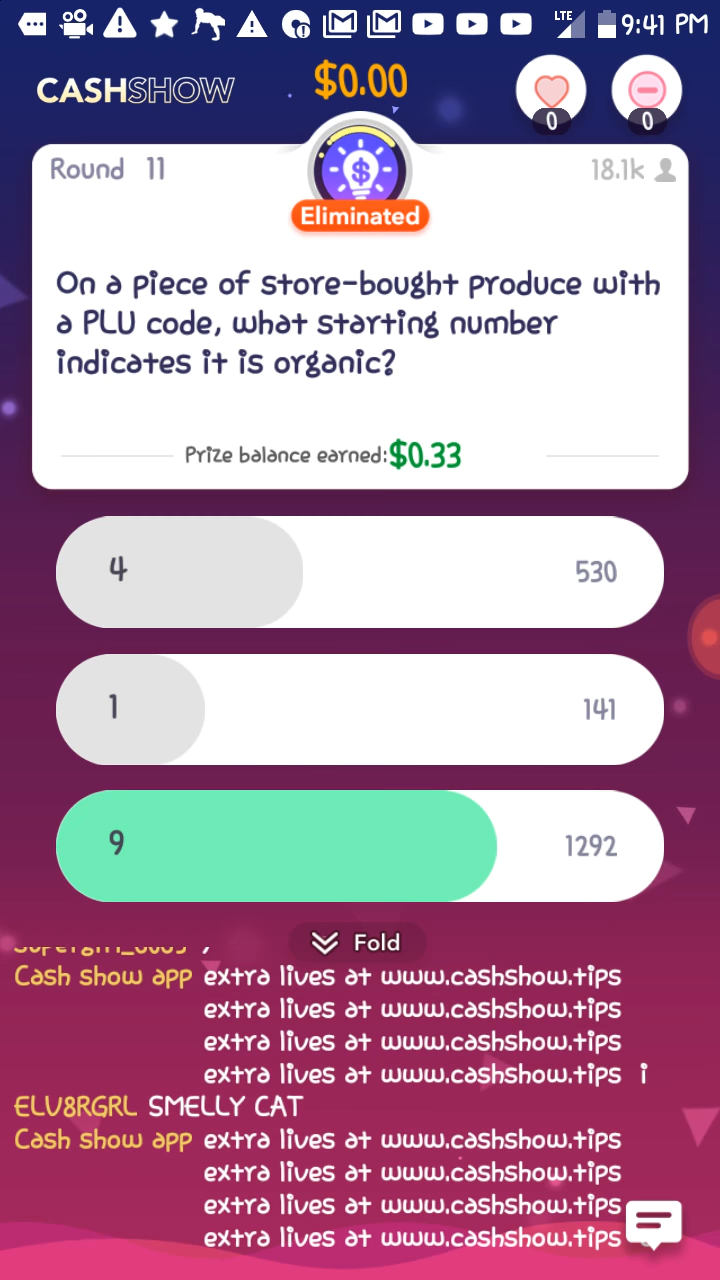 LTE 9:41 PM
CASHSHOW $0.00
0 0
Round 11 18.1k
Eliminated
On a piece of store-bought produce with
a PLU code, what starting number
indicates it is organic?
Prize balance earned:$0.33
4 530
1 141
9 1292
Fold
Cash show app extra lives at www.cashshow.tips
extra lives at www.cashshow.tips
extra lives at www.cashshow.tips
extra lives at www.cashshow.tips i
ELV8RGRL SMELLY CAT
Cash show app extra lives at www.cashshow.tips
extra lives at www.cashshow.tips
extra lives at www.cashshow.tips
extra lives at www.cashshow.tips